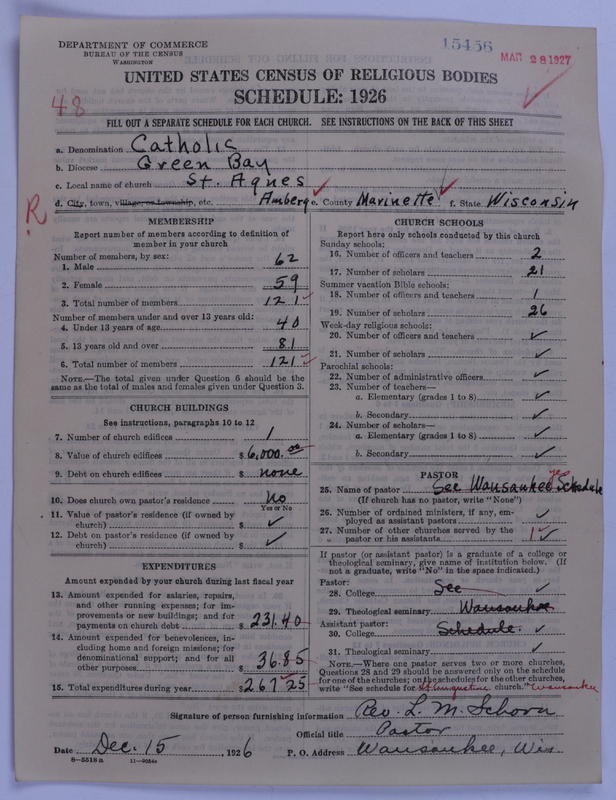 DEPARTMENT OF COMMERCE
BUREAU OF THE CENSUS
WASHINGTON
15456
MAR 28 1927
UNITED STATES CENSUS OF RELIGIOUS BODIES
SCHEDULE: 1926
48
FILL OUT A SEPARATE SCHEDULE FOR EACH CHURCH. SEE INSTRUCTIONS ON THE BACK OF THIS SHEET
a. Denomination Catholic
b. Diocese Green Bay
c. Local name of church St. Agnes
d. City, town, village, or township, etc. Amberg e. County Marinette f. State Wisconsin
R
MEMBERSHIP
Report number of members according to definition of
member in your church
Number of members, by sex:
1. Male 62
2. Female 59
3. Total number of members 121
Number of members under and over 13 years old:
4. Under 13 years of age 40
5. 13 years old and over 81
6. Total number of members 121
NOTE.—The total given under Question 6 should be the
same as the total of males and females given under Question 3.
CHURCH BUILDINGS
See instructions, paragraphs 10 to 12
7. Number of church edifices 1
8. Value of church edifices $ 6,000.00
9. Debt on church edifices $ none
10. Does church own pastor's residence No
Yes or No
11. Value of pastor's residence (if owned by
church) $ ✓
12. Debt on pastor's residence (if owned by
church) $ ✓
EXPENDITURES
Amount expended by your church during last fiscal year
13. Amount expended for salaries, repairs,
and other running expenses; for im-
provements or new buildings; and for
payments on church debt $ 231.40
14. Amount expended for benevolences, in-
cluding home and foreign missions; for
denominational support; and for all
other purposes $ 36.85
15. Total expenditures during year $ 267 25
CHURCH SCHOOLS
Report here only schools conducted by this church
Sunday schools:
16. Number of officers and teachers 2
17. Number of scholars 21
Summer vacation Bible schools:
18. Number of officers and teachers 1
19. Number of scholars 26
Week-day religious schools:
20. Number of officers and teachers ✓
21. Number of scholars ✓
Parochial schools:
22. Number of administrative officers ✓
23. Number of teachers—
a. Elementary (grades 1 to 8) ✓
b. Secondary ✓
24. Number of scholars—
a. Elementary (grades 1 to 8) ✓
b. Secondary ✓
PASTOR
yes
25. Name of pastor See Wausaukee Schedule
(If church has no pastor, write "None")
26. Number of ordained ministers, if any, em-
ployed as assistant pastors ✓
27. Number of other churches served by the
pastor or his assistants 1 ✓
If pastor (or assistant pastor) is a graduate of a college or
theological seminary, give name of institution below. (If
not a graduate, write "No" in the space indicated.)
Pastor:
28. College See ✓
29. Theological seminary Wausaukee
Assistant pastor:
30. College Schedule. ✓
31. Theological seminary ✓
NOTE.—Where one pastor serves two or more churches,
Questions 28 and 29 should be answered only on the schedule
for one of the churches; on the schedules for the other churches,
write "See schedule for St Augustine church." Wausaukee
Signature of person furnishing information Rev. L. M. Schorn
Official title Pastor
Date Dec. 15, 1926 P. O. Address Wausaukee, Wis
8-5518 a 11-9054a